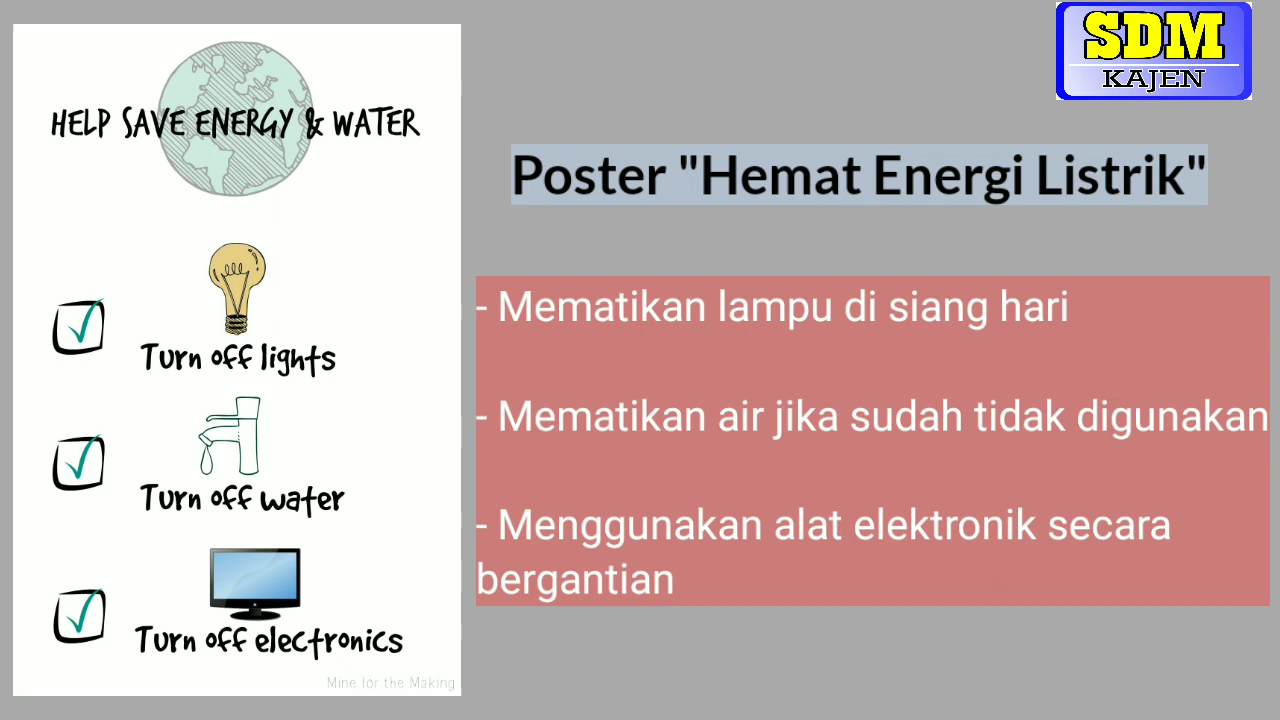 HELP SAVE ENERGY & WATER
Turn off lights
Turn off water
Turn off electronics
Mine for the Making
SDM
KAJEN
Poster "Hemat Energi Listrik"
- Mematikan lampu di siang hari
- Mematikan air jika sudah tidak digunakan
- Menggunakan alat elektronik secara
bergantian